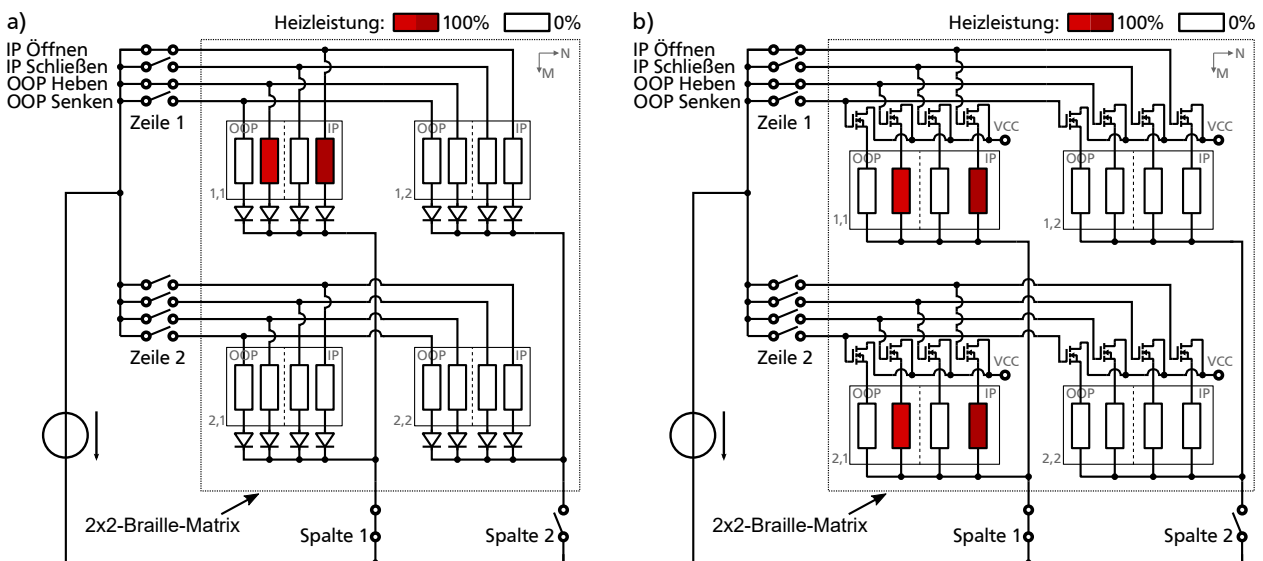 a)
Heizleistung: 100% 0%
IP Öffnen
IP Schließen
OOP Heben
OOP Senken
Zeile 1
N
M
OOP IP
1,1
OOP IP
1,2
Zeile 2
OOP IP
2,1
OOP IP
2,2
2x2-Braille-Matrix
Spalte 1
Spalte 2
b)
Heizleistung: 100% 0%
IP Öffnen
IP Schließen
OOP Heben
OOP Senken
Zeile 1
N
M
VCC
VCC
OOP IP
1,1
OOP IP
1,2
Zeile 2
VCC
VCC
OOP IP
2,1
OOP IP
2,2
2x2-Braille-Matrix
Spalte 1
Spalte 2